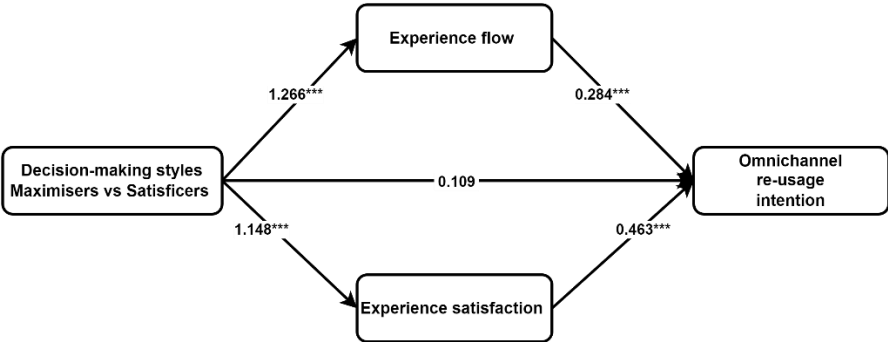 Experience flow
1.266***
0.284***
Decision-making styles
Maximisers vs Satisficers
0.109
Omnichannel
re-usage
intention
1.148***
0.463***
Experience satisfaction